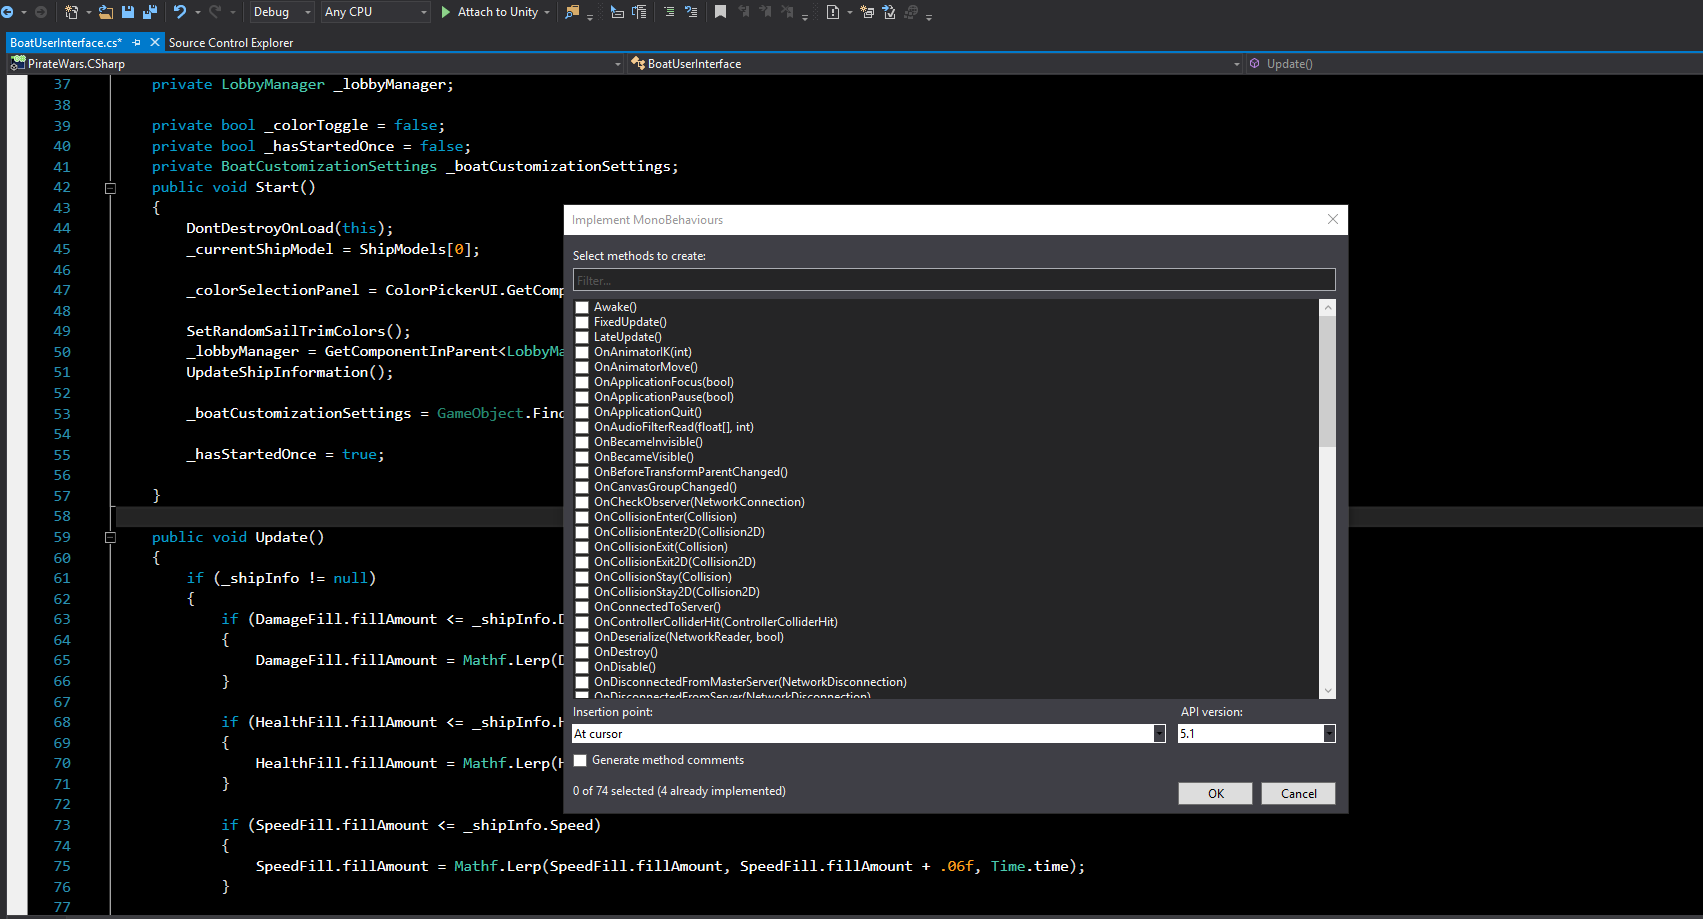 Debug Any CPU Attach to Unity
BoatUserInterface.cs* Source Control Explorer
PirateWars.CSharp BoatUserInterface Update()
37 private LobbyManager _lobbyManager;
38
39 private bool _colorToggle = false;
40 private bool _hasStartedOnce = false;
41 private BoatCustomizationSettings _boatCustomizationSettings;
42 public void Start()
43 {
44 DontDestroyOnLoad(this);
45 _currentShipModel = ShipModels[0];
46
47 _colorSelectionPanel = ColorPickerUI.GetComp
48
49 SetRandomSailTrimColors();
50 _lobbyManager = GetComponentInParent<LobbyMa
51 UpdateShipInformation();
52
53 _boatCustomizationSettings = GameObject.Find
54
55 _hasStartedOnce = true;
56
57 }
58
59 public void Update()
60 {
61 if (_shipInfo != null)
62 {
63 if (DamageFill.fillAmount <= _shipInfo.D
64 {
65 DamageFill.fillAmount = Mathf.Lerp(D
66 }
67
68 if (HealthFill.fillAmount <= _shipInfo.H
69 {
70 HealthFill.fillAmount = Mathf.Lerp(H
71 }
72
73 if (SpeedFill.fillAmount <= _shipInfo.Speed)
74 {
75 SpeedFill.fillAmount = Mathf.Lerp(SpeedFill.fillAmount, SpeedFill.fillAmount + .06f, Time.time);
76 }
77
Implement MonoBehaviours
Select methods to create:
Filter...
Awake()
FixedUpdate()
LateUpdate()
OnAnimatorIK(int)
OnAnimatorMove()
OnApplicationFocus(bool)
OnApplicationPause(bool)
OnApplicationQuit()
OnAudioFilterRead(float[], int)
OnBecameInvisible()
OnBecameVisible()
OnBeforeTransformParentChanged()
OnCanvasGroupChanged()
OnCheckObserver(NetworkConnection)
OnCollisionEnter(Collision)
OnCollisionEnter2D(Collision2D)
OnCollisionExit(Collision)
OnCollisionExit2D(Collision2D)
OnCollisionStay(Collision)
OnCollisionStay2D(Collision2D)
OnConnectedToServer()
OnControllerColliderHit(ControllerColliderHit)
OnDeserialize(NetworkReader, bool)
OnDestroy()
OnDisable()
OnDisconnectedFromMasterServer(NetworkDisconnection)
OnDisconnectedFromServer(NetworkDisconnection)
Insertion point: API version:
At cursor 5.1
Generate method comments
0 of 74 selected (4 already implemented)
OK Cancel